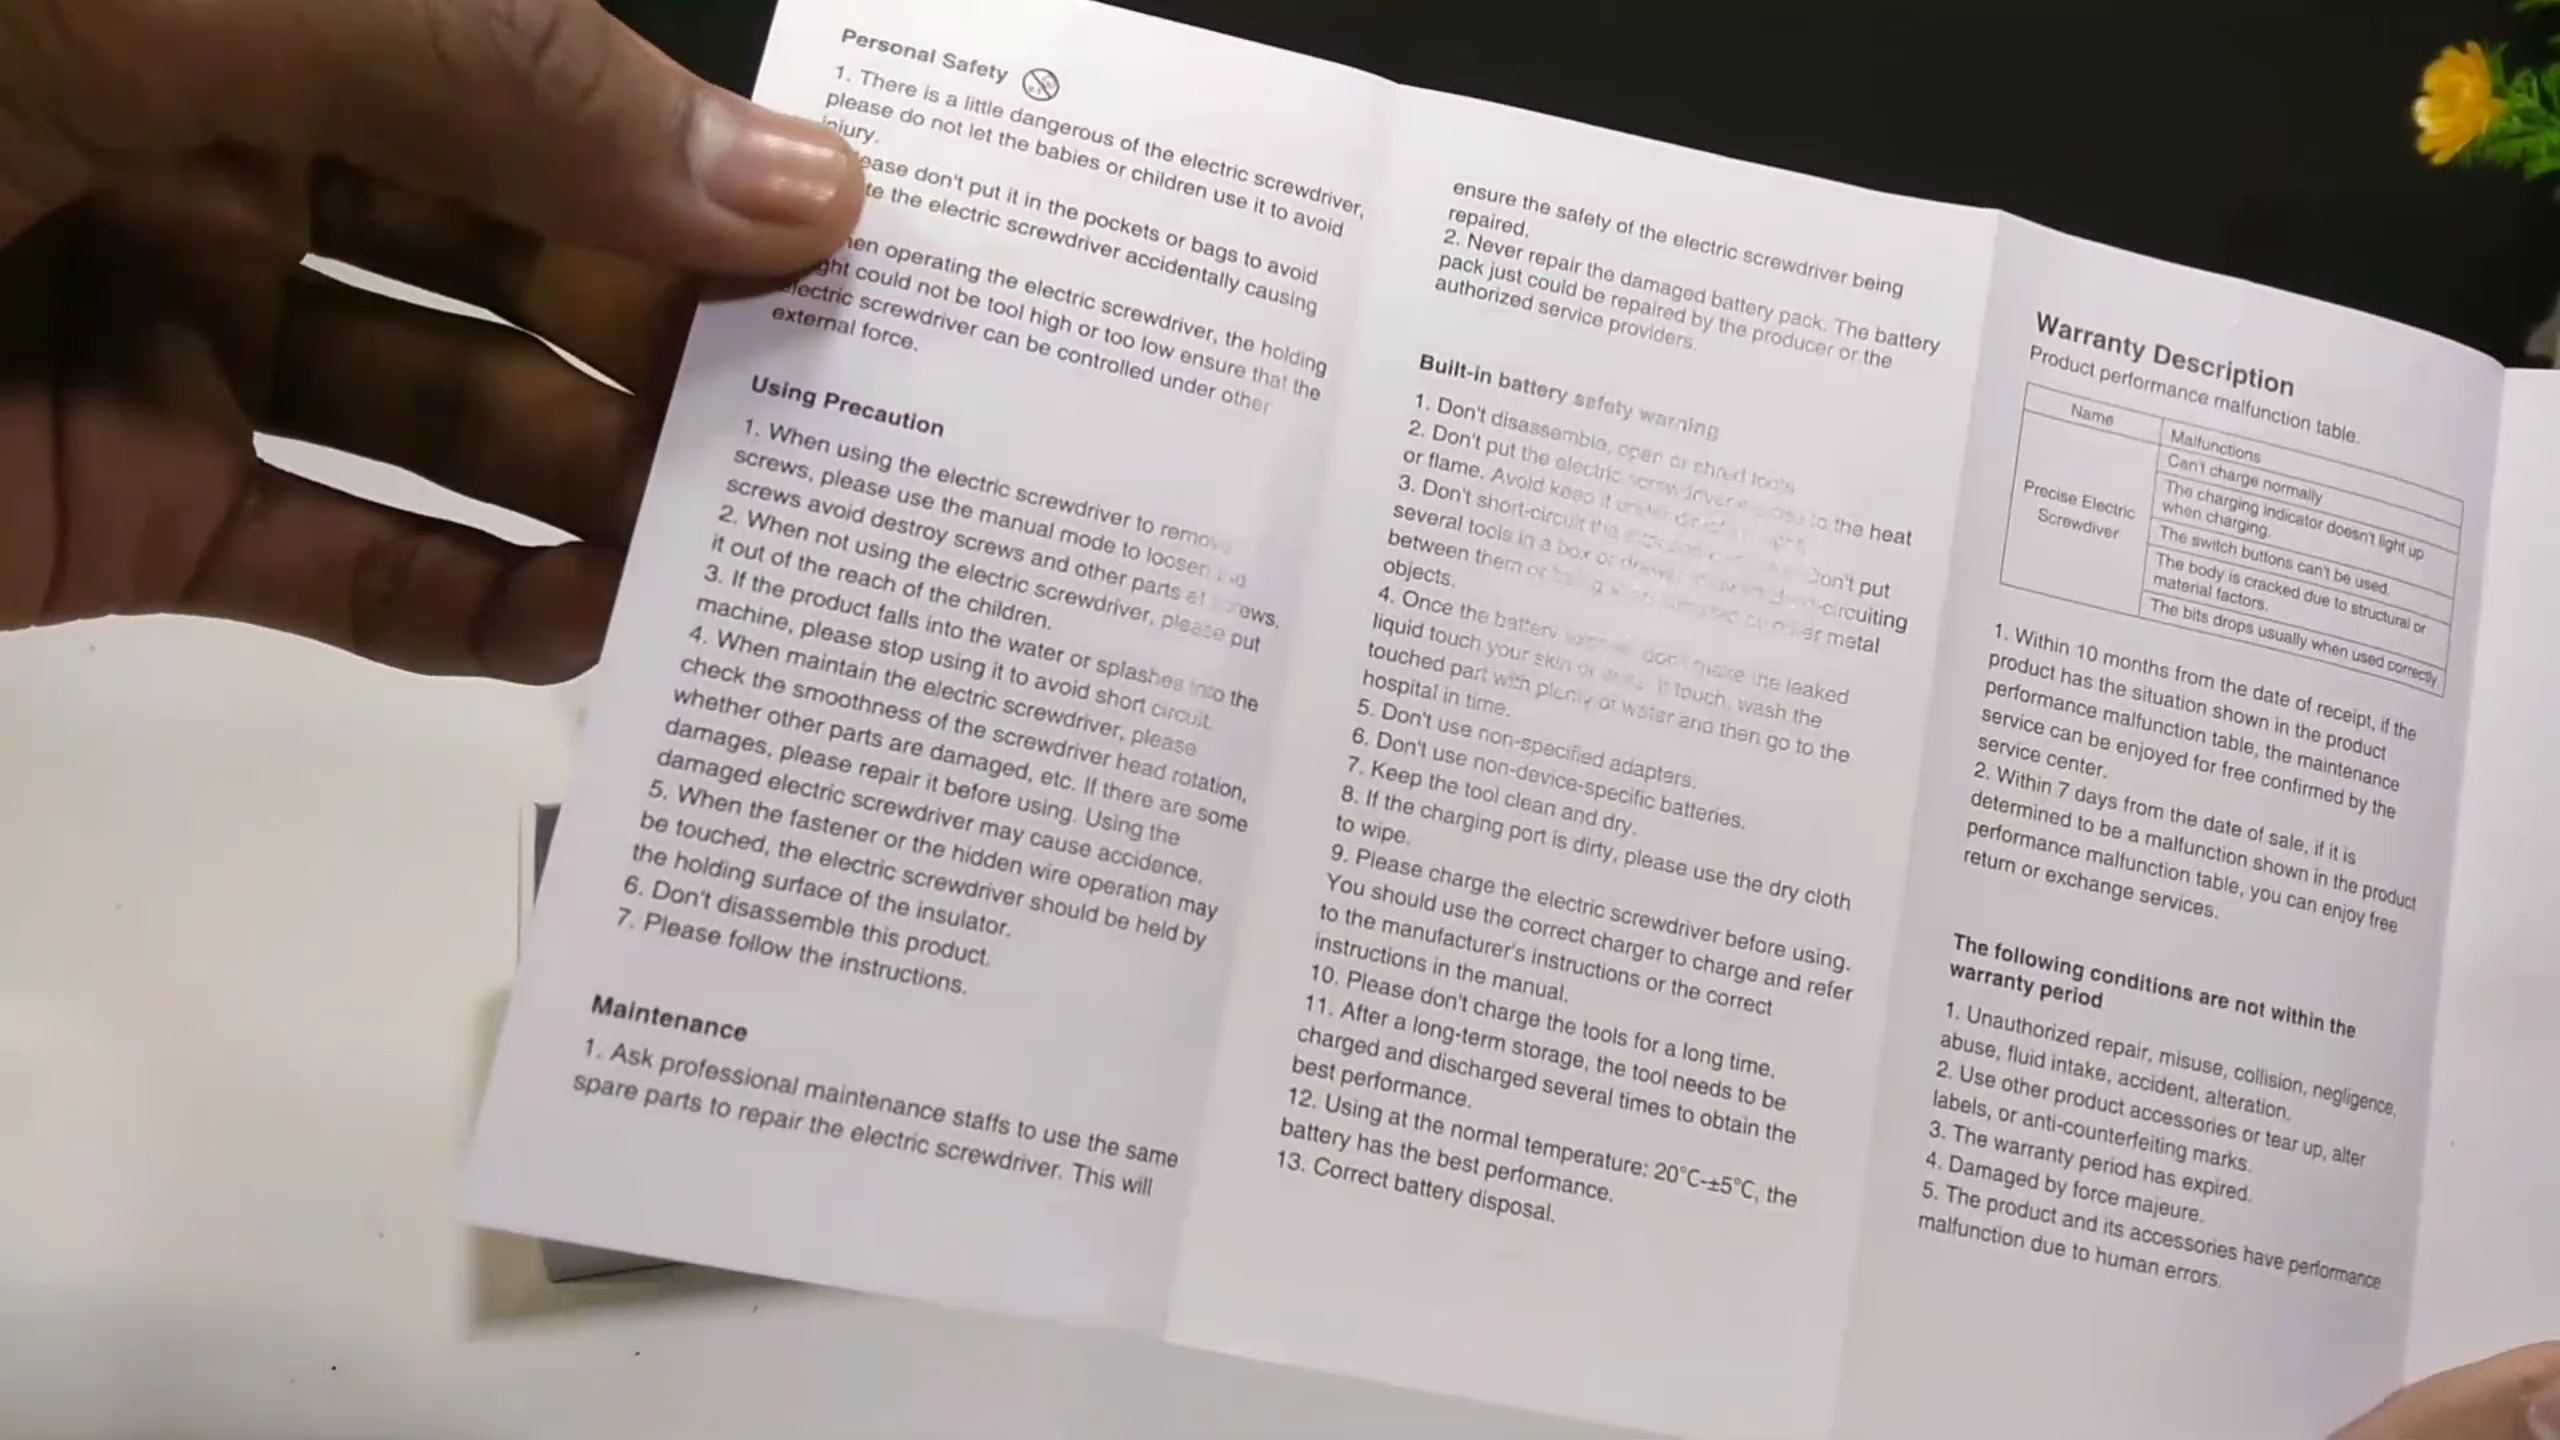 Personal Safety
1. There is a little dangerous of the electric screwdriver,
please do not let the babies or children use it to avoid
injury.
don't put it in the pockets or bags to avoid
the electric screwdriver accidentally causing
operating the electric screwdriver, the holding
could not be tool high or too low ensure that the
electric screwdriver can be controlled under other
external force.
Using Precaution
1. When using the electric screwdriver to remove
screws, please use the manual mode to loosen
screws avoid destroy screws and other parts at
2. When not using the electric screwdriver, please put
it out of the reach of the children.
3. If the product falls into the water or splashes into the
machine, please stop using it to avoid short circuit.
4. When maintain the electric screwdriver, please
check the smoothness of the screwdriver head rotation,
whether other parts are damaged, etc. If there are some
damages, please repair it before using. Using the
damaged electric screwdriver may cause accidence.
5. When the fastener or the hidden wire operation may
be touched, the electric screwdriver should be held by
the holding surface of the insulator.
6. Don't disassemble this product.
7. Please follow the instructions.
Maintenance
1. Ask professional maintenance staffs to use the same
spare parts to repair the electric screwdriver. This will
ensure the safety of the electric screwdriver being
repaired.
2. Never repair the damaged battery pack. The battery
pack just could be repaired by the producer or the
authorized service providers.
Built-in battery safety warning
1. Don't disassemble, open or shred tools
2. Don't put the electric screwdriver to the heat
or flame. Avoid keep it under
3. Don't short-circuit the Don't put
several tools in a box or
between them or metal
objects.
4. Once the battery don't make the leaked
liquid touch your skin or touch, wash the
touched part with plenty of water and then go to the
hospital in time.
5. Don't use non-specified adapters.
6. Don't use non-device-specific batteries.
7. Keep the tool clean and dry.
8. If the charging port is dirty, please use the dry cloth
to wipe.
9. Please charge the electric screwdriver before using.
You should use the correct charger to charge and refer
to the manufacturer's instructions or the correct
instructions in the manual.
10. Please don't charge the tools for a long time.
11. After a long-term storage, the tool needs to be
charged and discharged several times to obtain the
best performance.
12. Using at the normal temperature: 20°C-±5°C, the
battery has the best performance.
13. Correct battery disposal.
Warranty Description
Product performance malfunction table.
Name
Malfunctions
Precise Electric
Screwdiver
Can't charge normally
The charging indicator doesn't light up
when charging.
The switch buttons can't be used.
The body is cracked due to structural or
material factors.
The bits drops usually when used correctly.
1. Within 10 months from the date of receipt, if the
product has the situation shown in the product
performance malfunction table, the maintenance
service can be enjoyed for free confirmed by the
service center.
2. Within 7 days from the date of sale, if it is
determined to be a malfunction shown in the product
performance malfunction table, you can enjoy free
return or exchange services.
The following conditions are not within the
warranty period
1. Unauthorized repair, misuse, collision, negligence,
abuse, fluid intake, accident, alteration.
2. Use other product accessories or tear up, alter
labels, or anti-counterfeiting marks.
3. The warranty period has expired.
4. Damaged by force majeure.
5. The product and its accessories have performance
malfunction due to human errors.